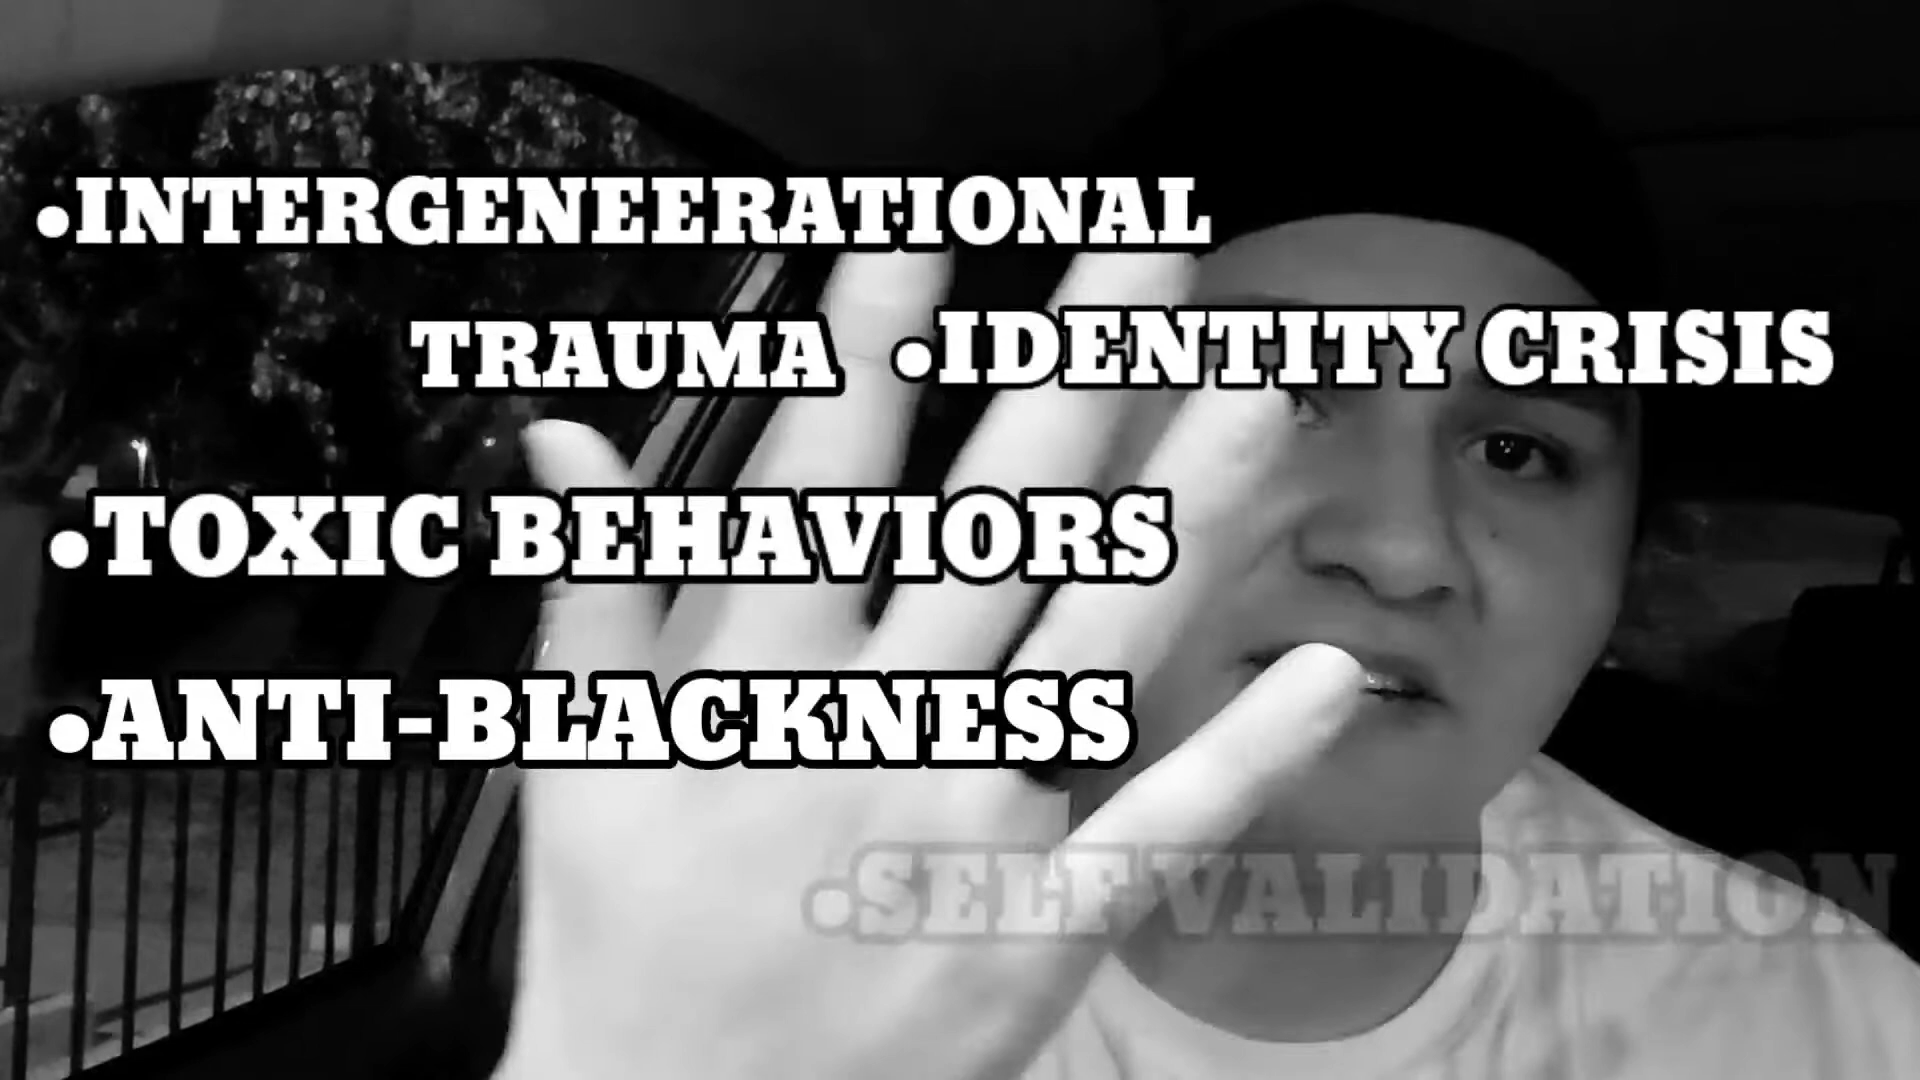 •INTERGENEERATIONAL
TRAUMA •IDENTITY CRISIS
•TOXIC BEHAVIORS
•ANTI-BLACKNESS
•SELF VALIDATION